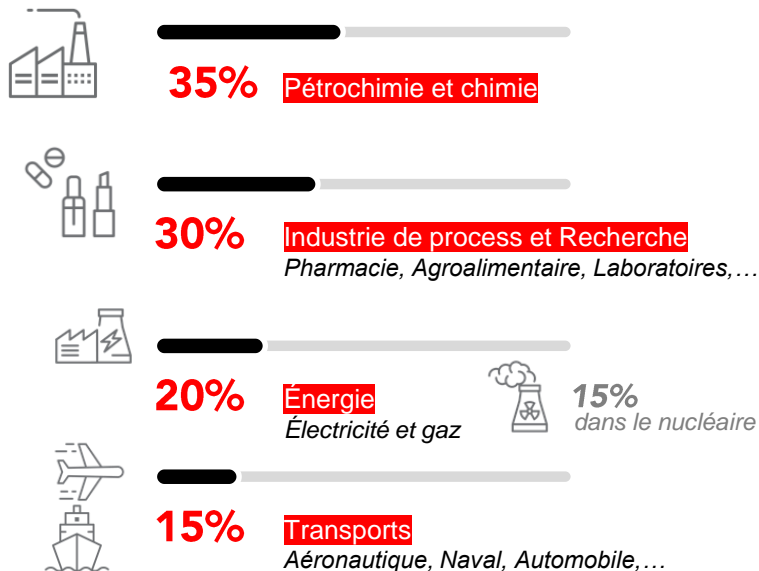 35% Pétrochimie et chimie
30% Industrie de process et Recherche
Pharmacie, Agroalimentaire, Laboratoires,…
20% Énergie
Électricité et gaz
15%
dans le nucléaire
15% Transports
Aéronautique, Naval, Automobile,…